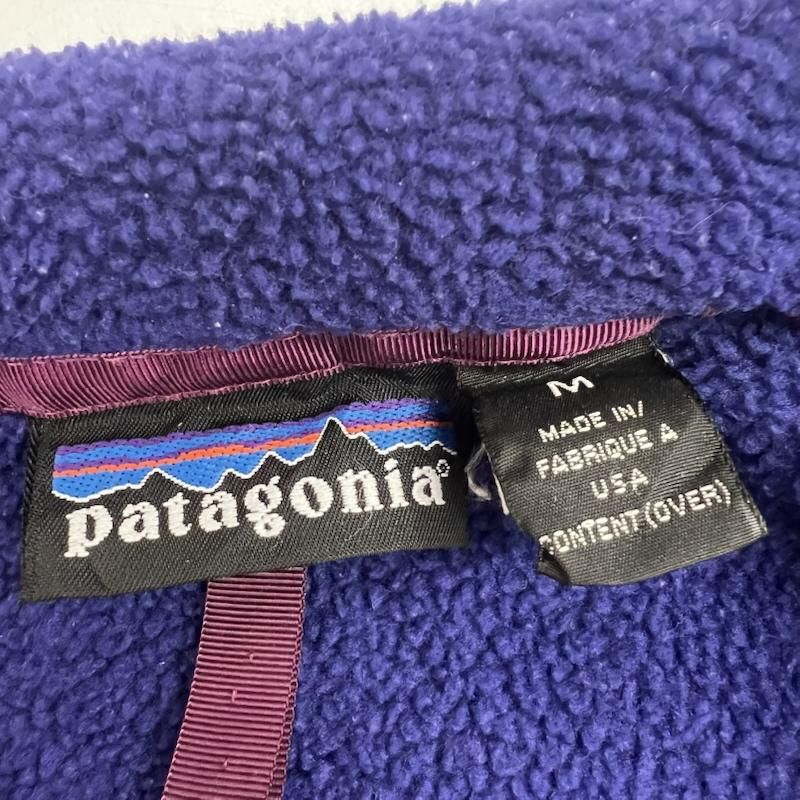 patagonia®
M
MADE IN/
FABRIQUE A
USA
CONTENT (OVER)